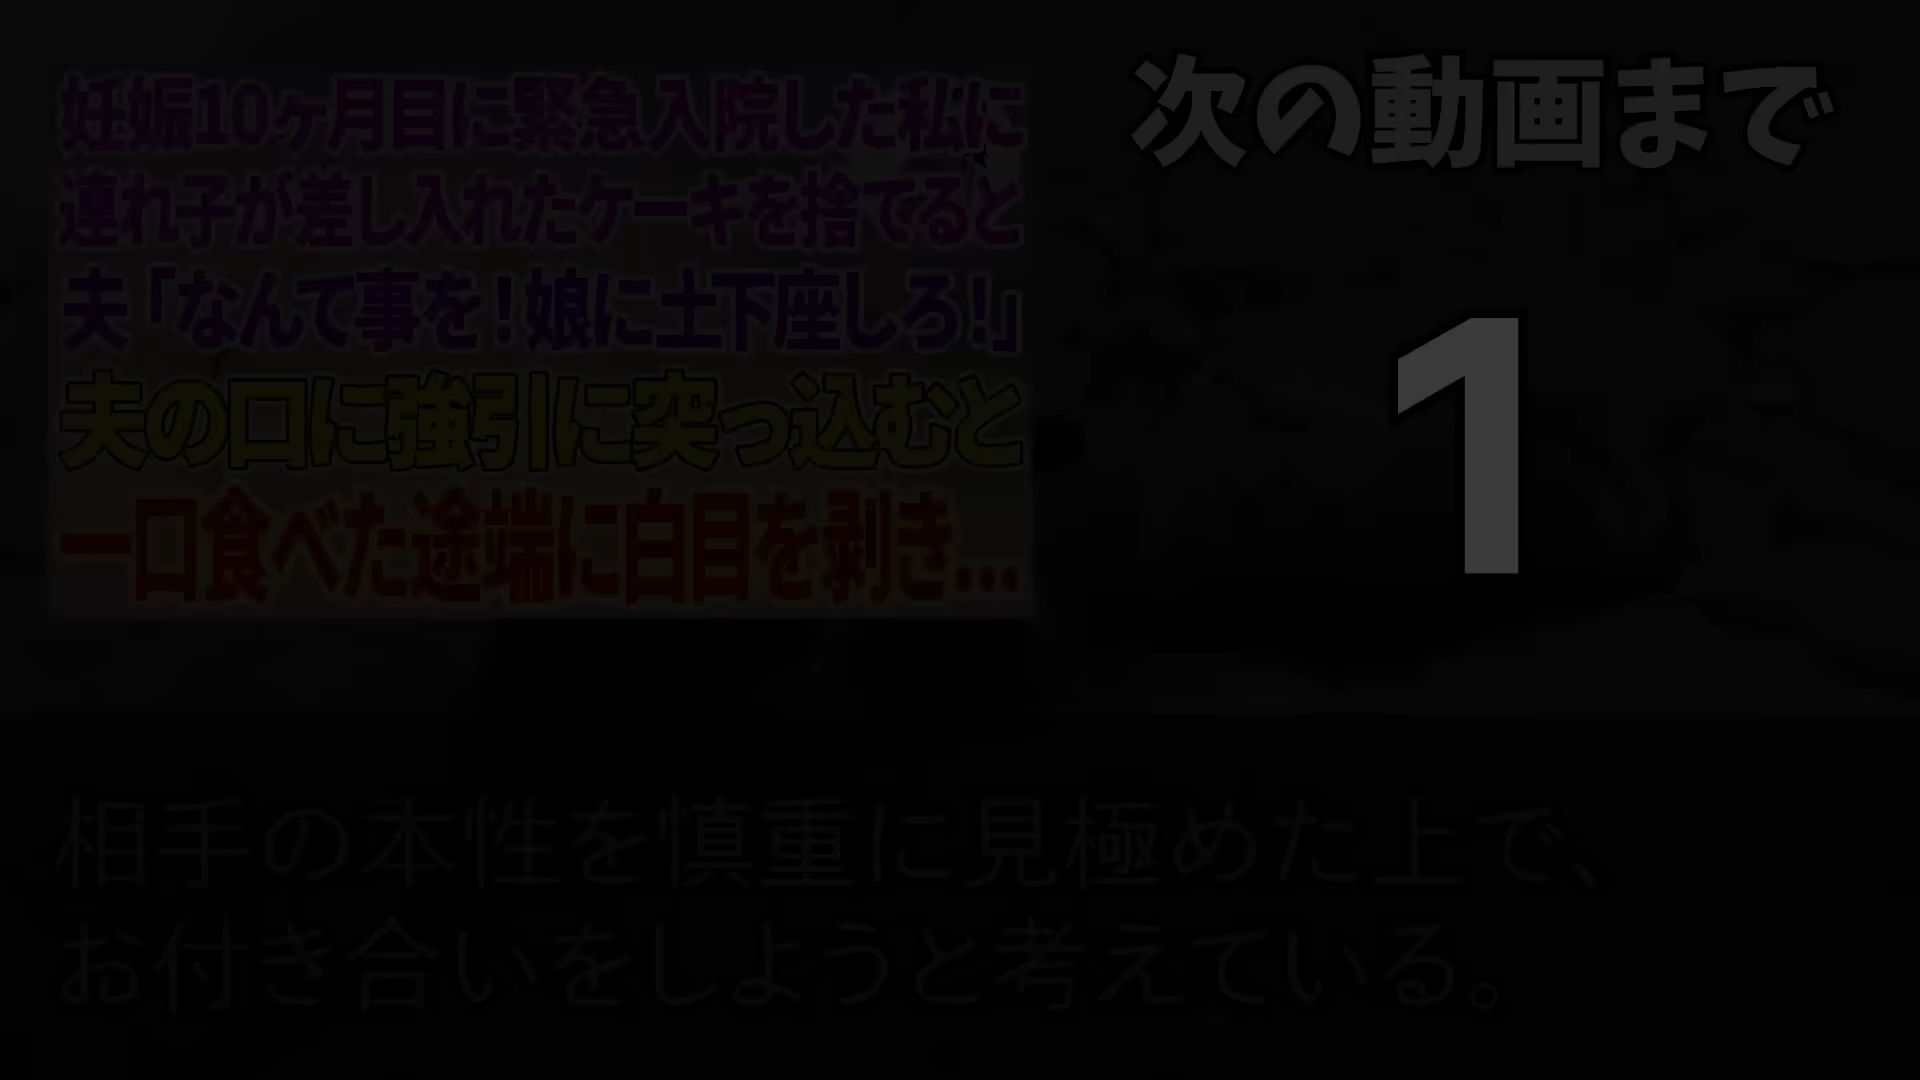 妊娠10ヶ月目に緊急入院した私に
連れ子が差し入れたケーキを捨てると
夫「なんて事を!娘に土下座しろ!」
夫の口に強引に突っ込むと
一口食べた途端に白目を剥き…
次の動画まで
1
相手の本性を慎重に見極めた上で、
お付き合いをしようと考えている。